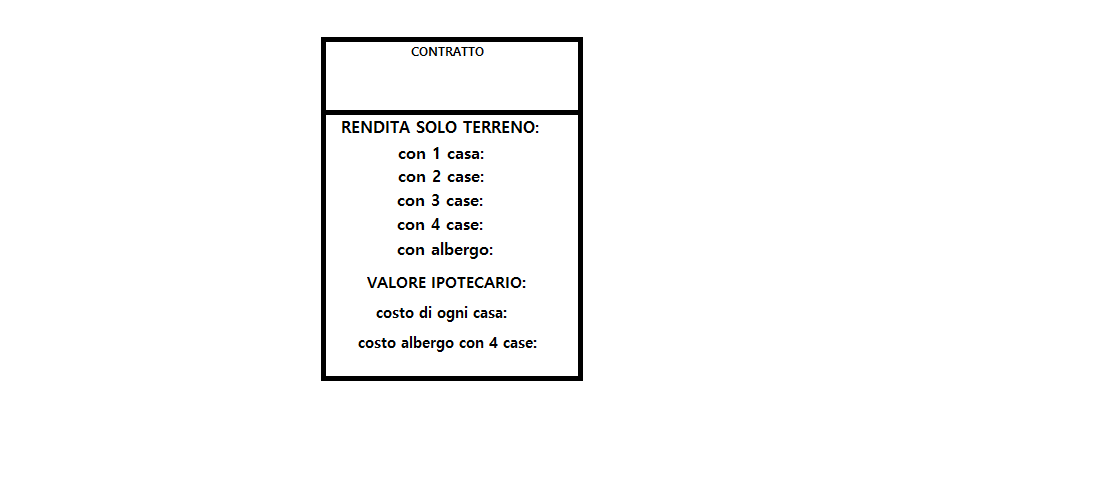 CONTRATTO
RENDITA SOLO TERRENO:
con 1 casa:
con 2 case:
con 3 case:
con 4 case:
con albergo:
VALORE IPOTECARIO:
costo di ogni casa:
costo albergo con 4 case: